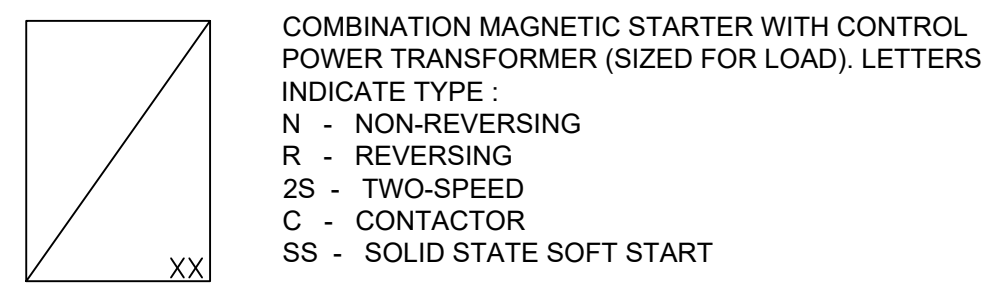 COMBINATION MAGNETIC STARTER WITH CONTROL
POWER TRANSFORMER (SIZED FOR LOAD). LETTERS
INDICATE TYPE :
N - NON-REVERSING
R - REVERSING
2S - TWO-SPEED
C - CONTACTOR
SS - SOLID STATE SOFT START
XX